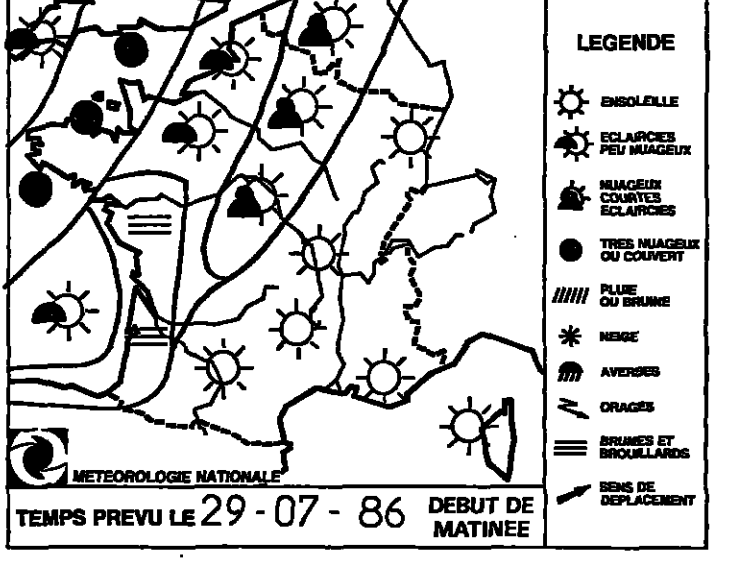 LEGENDE
ENSOLEILLE
ECLAIRCIES
PEU NUAGEUX
NUAGEUX
COURTES
ECLAIRCIES
TRES NUAGEUX
OU COUVERT
PLUIE
OU BRUINE
NEIGE
AVERSES
ORAGES
BRUMES ET
BROUILLARDS
SENS DE
DEPLACEMENT
METEOROLOGIE NATIONALE
TEMPS PREVU LE 29 - 07 - 86 DEBUT DE
MATINEE